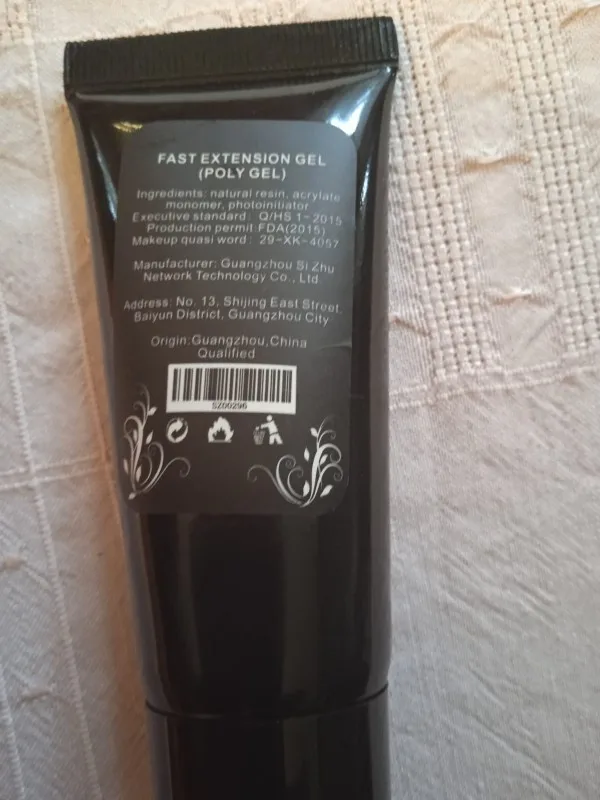 FAST EXTENSION GEL
(POLY GEL)
Ingredients: natural resin, acrylate
monomer, photoinitiator
Executive standard: Q/HS 1-2015
Production permit:FDA(2015)
Makeup quasi word: 29-XK-4057
Manufacturer: Guangzhou Si Zhu
Network Technology Co., Ltd.
Address: No. 13, Shijing East Street,
Baiyun District, Guangzhou City
Origin:Guangzhou,China
Qualified
SZ00296